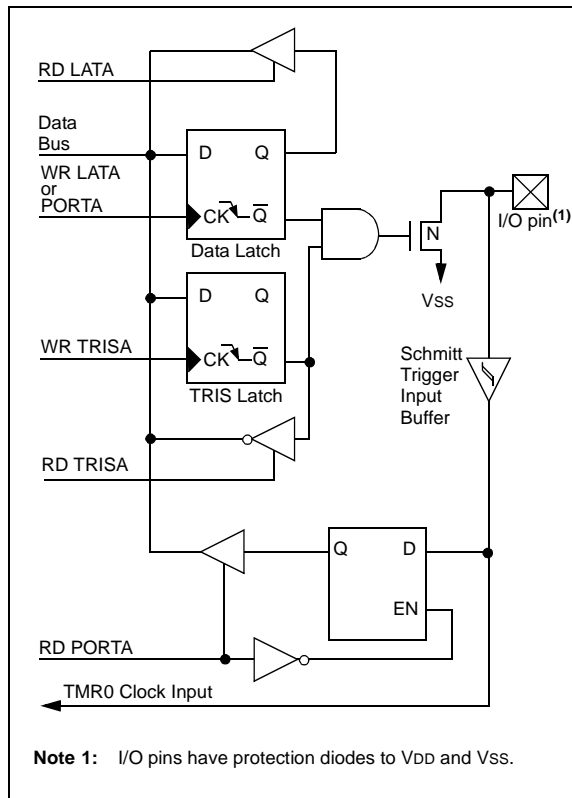 RD LATA
Data
Bus
D Q
WR LATA
or
PORTA
CK Q
Data Latch
N
I/O pin(1)
VSS
D Q
WR TRISA
CK Q
TRIS Latch
Schmitt
Trigger
Input
Buffer
RD TRISA
Q D
EN
RD PORTA
TMR0 Clock Input
Note 1: I/O pins have protection diodes to VDD and VSS.